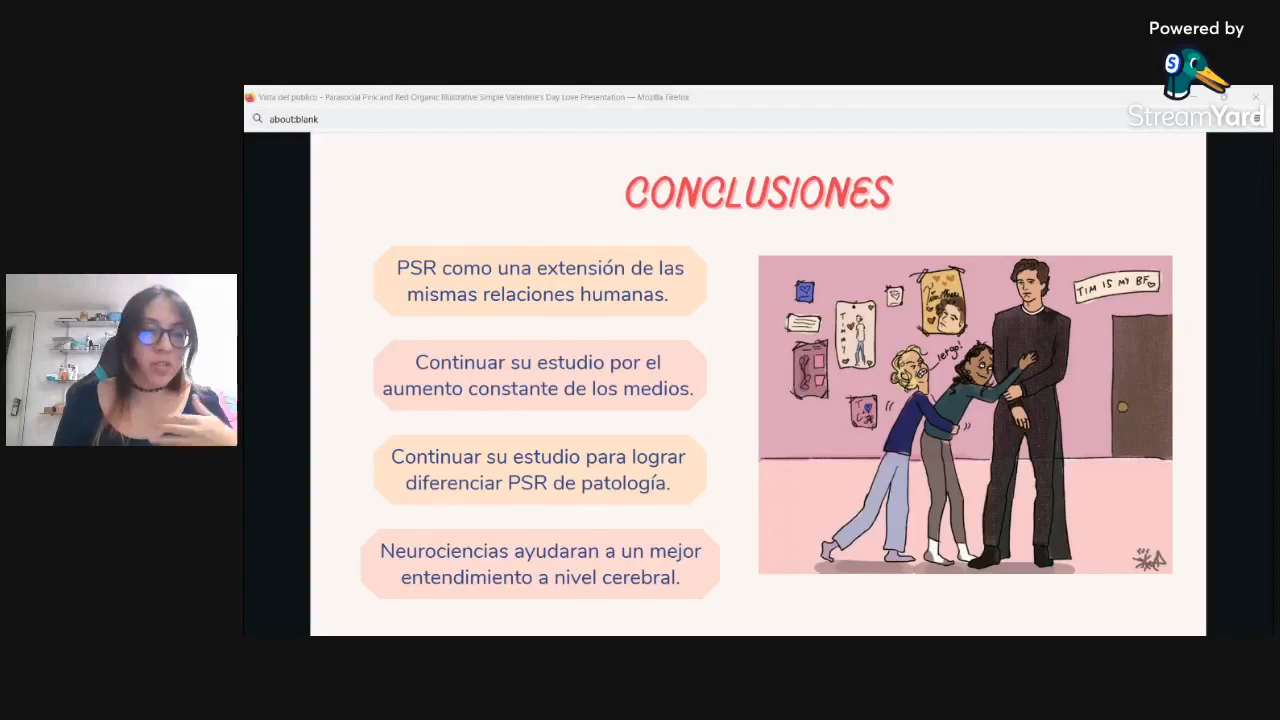 Powered by
StreamYard
Vista del público - Parasocial Pink and Red Organic Illustrative Simple Valentine's Day Love Presentation — Mozilla Firefox
about:blank
CONCLUSIONES
PSR como una extensión de las
mismas relaciones humanas.
Continuar su estudio por el
aumento constante de los medios.
Continuar su estudio para lograr
diferenciar PSR de patología.
Neurociencias ayudaran a un mejor
entendimiento a nivel cerebral.
TIM IS MY BF
let go!